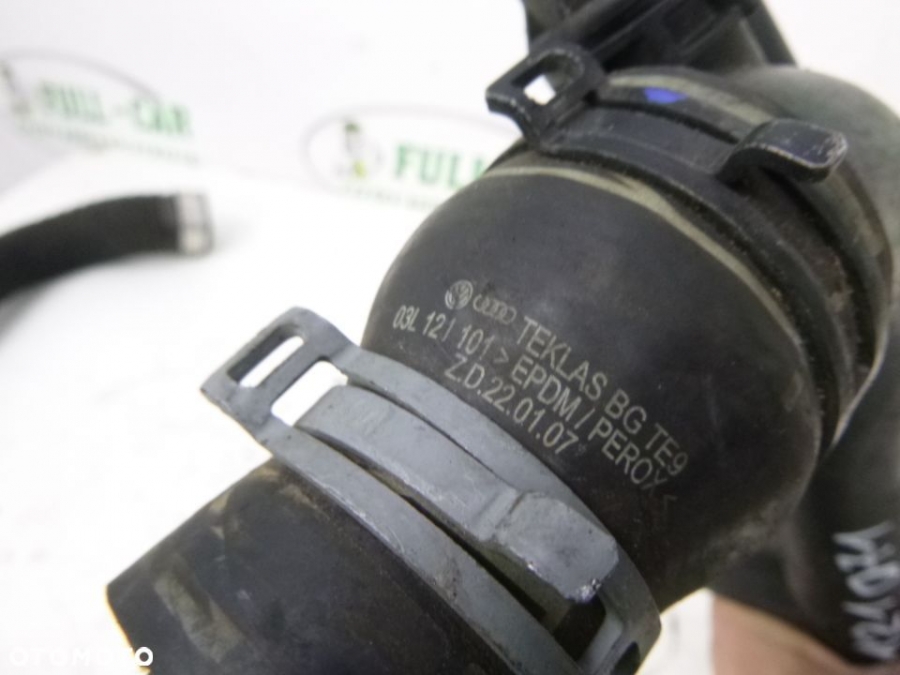 FULL-CAR
FULL
TEKLAS BG TE9
03L 121 101 > EPDM / PEROX <
Z.D.22.01.07
OTOMOTO